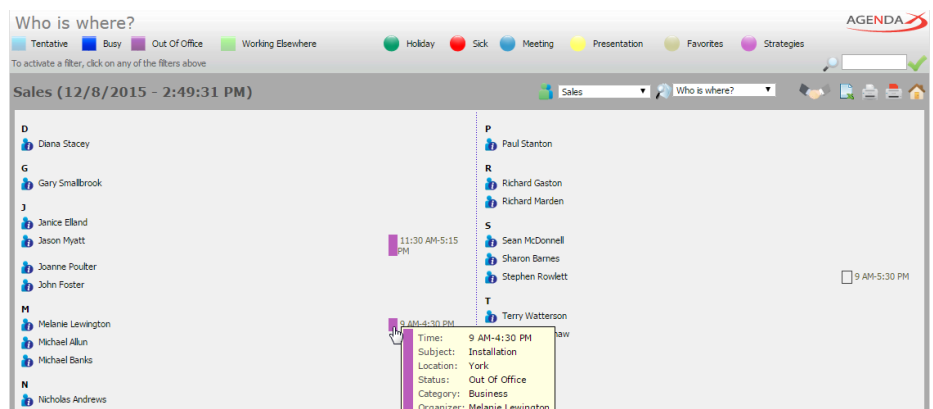 Who is where?
AGENDAX
Tentative Busy Out Of Office Working Elsewhere Holiday Sick Meeting Presentation Favorites Strategies
To activate a filter, click on any of the filters above
Sales (12/8/2015 - 2:49:31 PM) Sales Who is where?
D
Diana Stacey
G
Gary Smallbrook
J
Janice Elland
Jason Myatt 11:30 AM-5:15
PM
Joanne Poulter
John Foster
M
Melanie Lewington 9 AM-4:30 PM
Michael Allun
Michael Banks
N
Nicholas Andrews
P
Paul Stanton
R
Richard Gaston
Richard Marden
S
Sean McDonnell
Sharon Barnes
Stephen Rowlett 9 AM-5:30 PM
T
Terry Watterson
Time: 9 AM-4:30 PM
Subject: Installation
Location: York
Status: Out Of Office
Category: Business
Organizer: Melanie Lewington